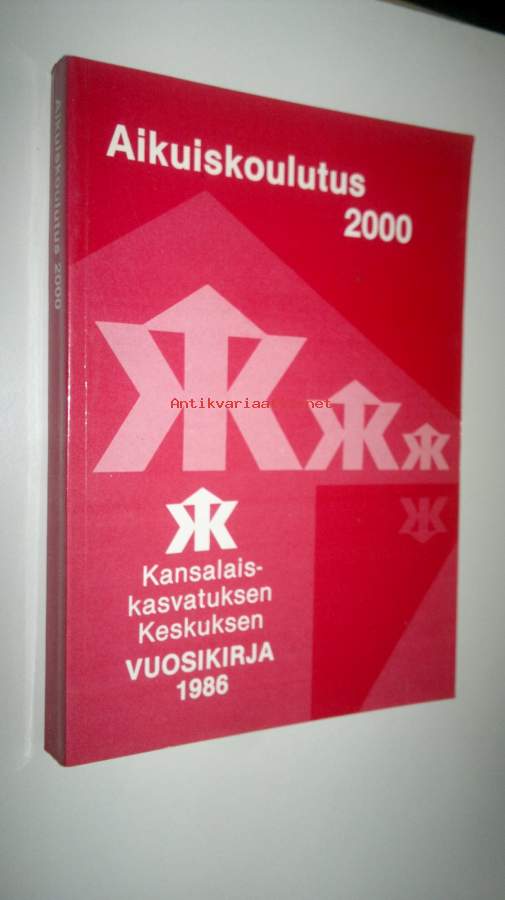 Aikuiskoulutus 2000
Aikuiskoulutus
2000
Antikvariaatti.net
Kansalais-
kasvatuksen
Keskuksen
VUOSIKIRJA
1986